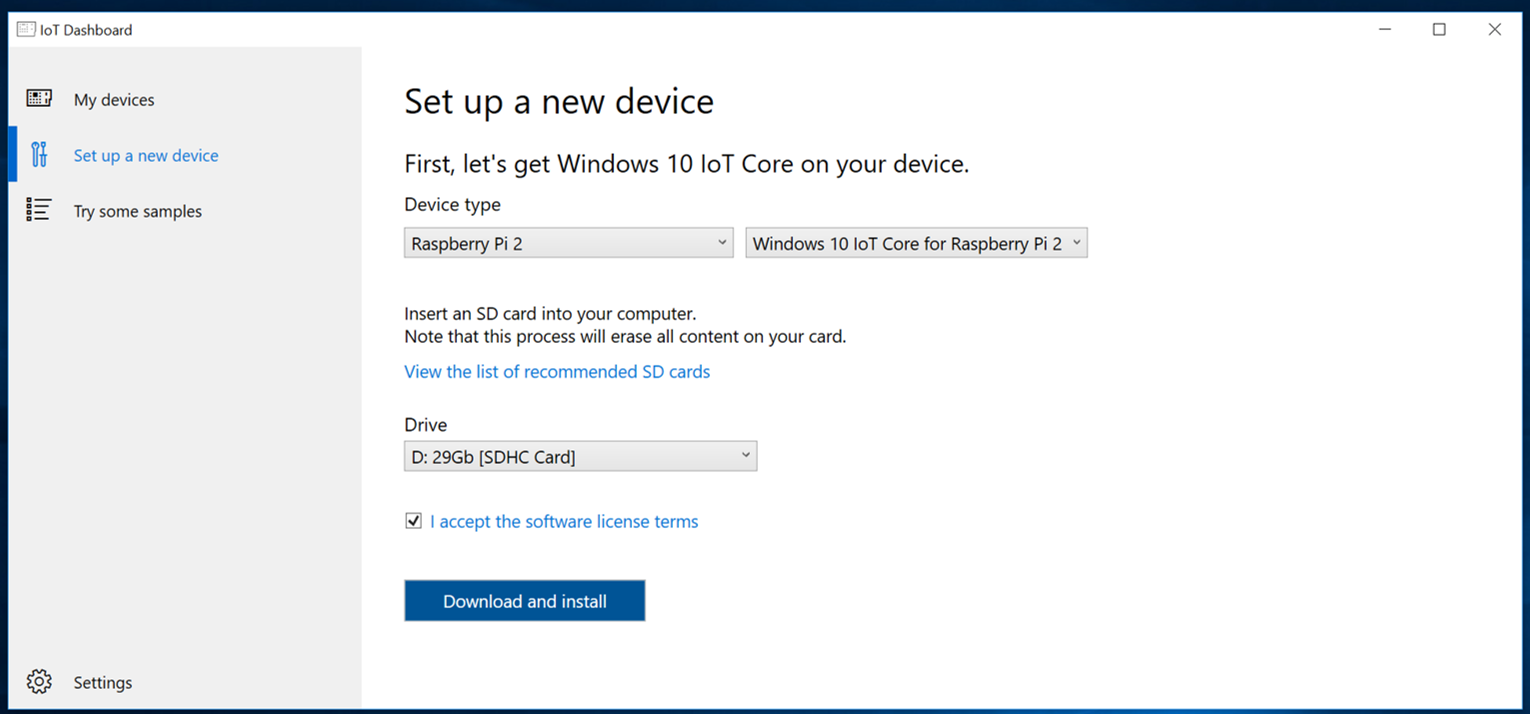 IoT Dashboard
My devices
Set up a new device
Try some samples
Settings
Set up a new device
First, let's get Windows 10 IoT Core on your device.
Device type
Raspberry Pi 2
Windows 10 IoT Core for Raspberry Pi 2
Insert an SD card into your computer.
Note that this process will erase all content on your card.
View the list of recommended SD cards
Drive
D: 29Gb [SDHC Card]
I accept the software license terms
Download and install